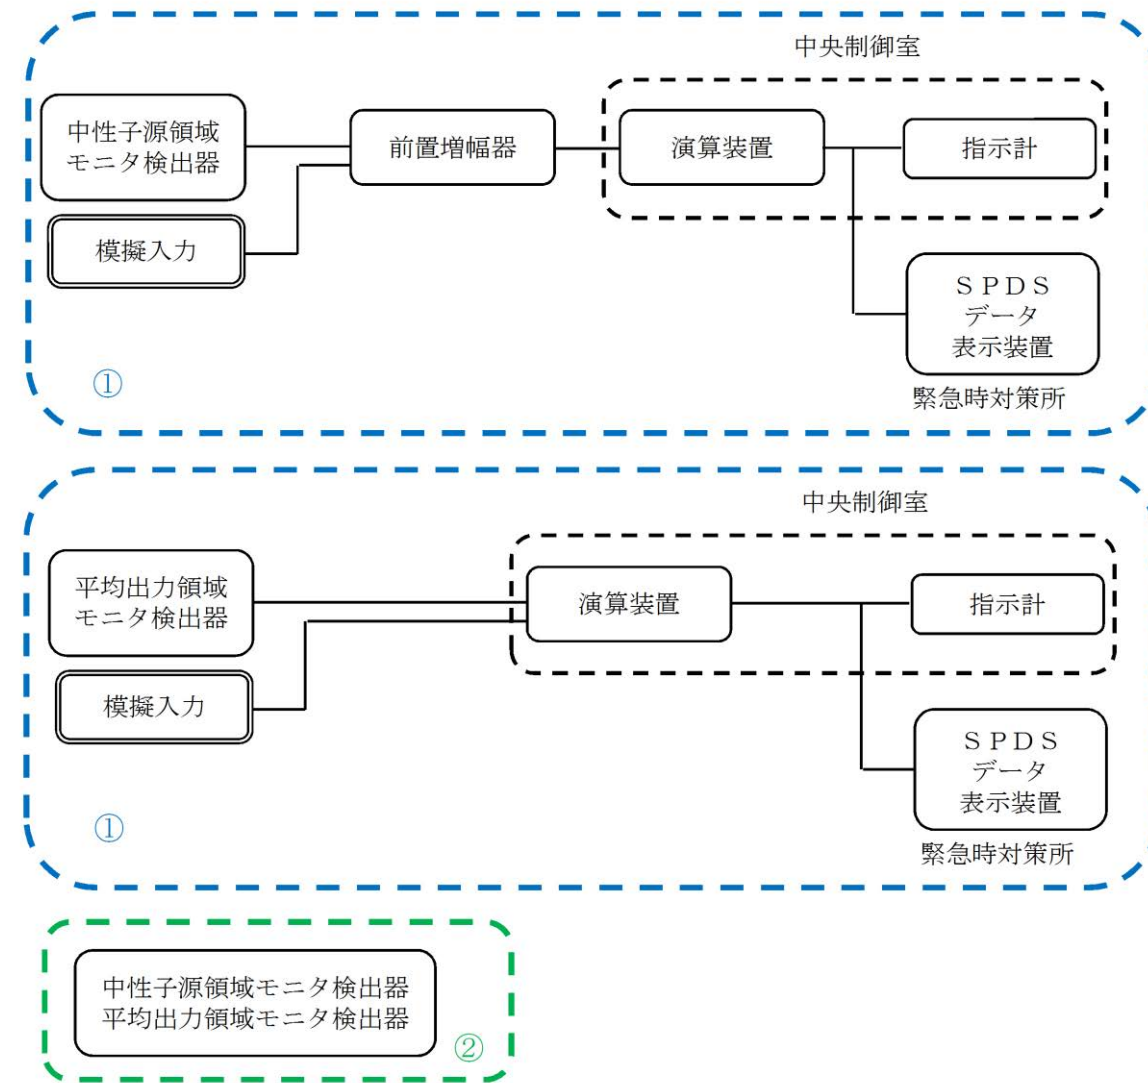 中央制御室
中性子源領域
モニタ検出器
前置増幅器
演算装置
指示計
模擬入力
ＳＰＤＳ
データ
表示装置
緊急時対策所
①
中央制御室
平均出力領域
モニタ検出器
演算装置
指示計
模擬入力
ＳＰＤＳ
データ
表示装置
緊急時対策所
①
中性子源領域モニタ検出器
平均出力領域モニタ検出器
②